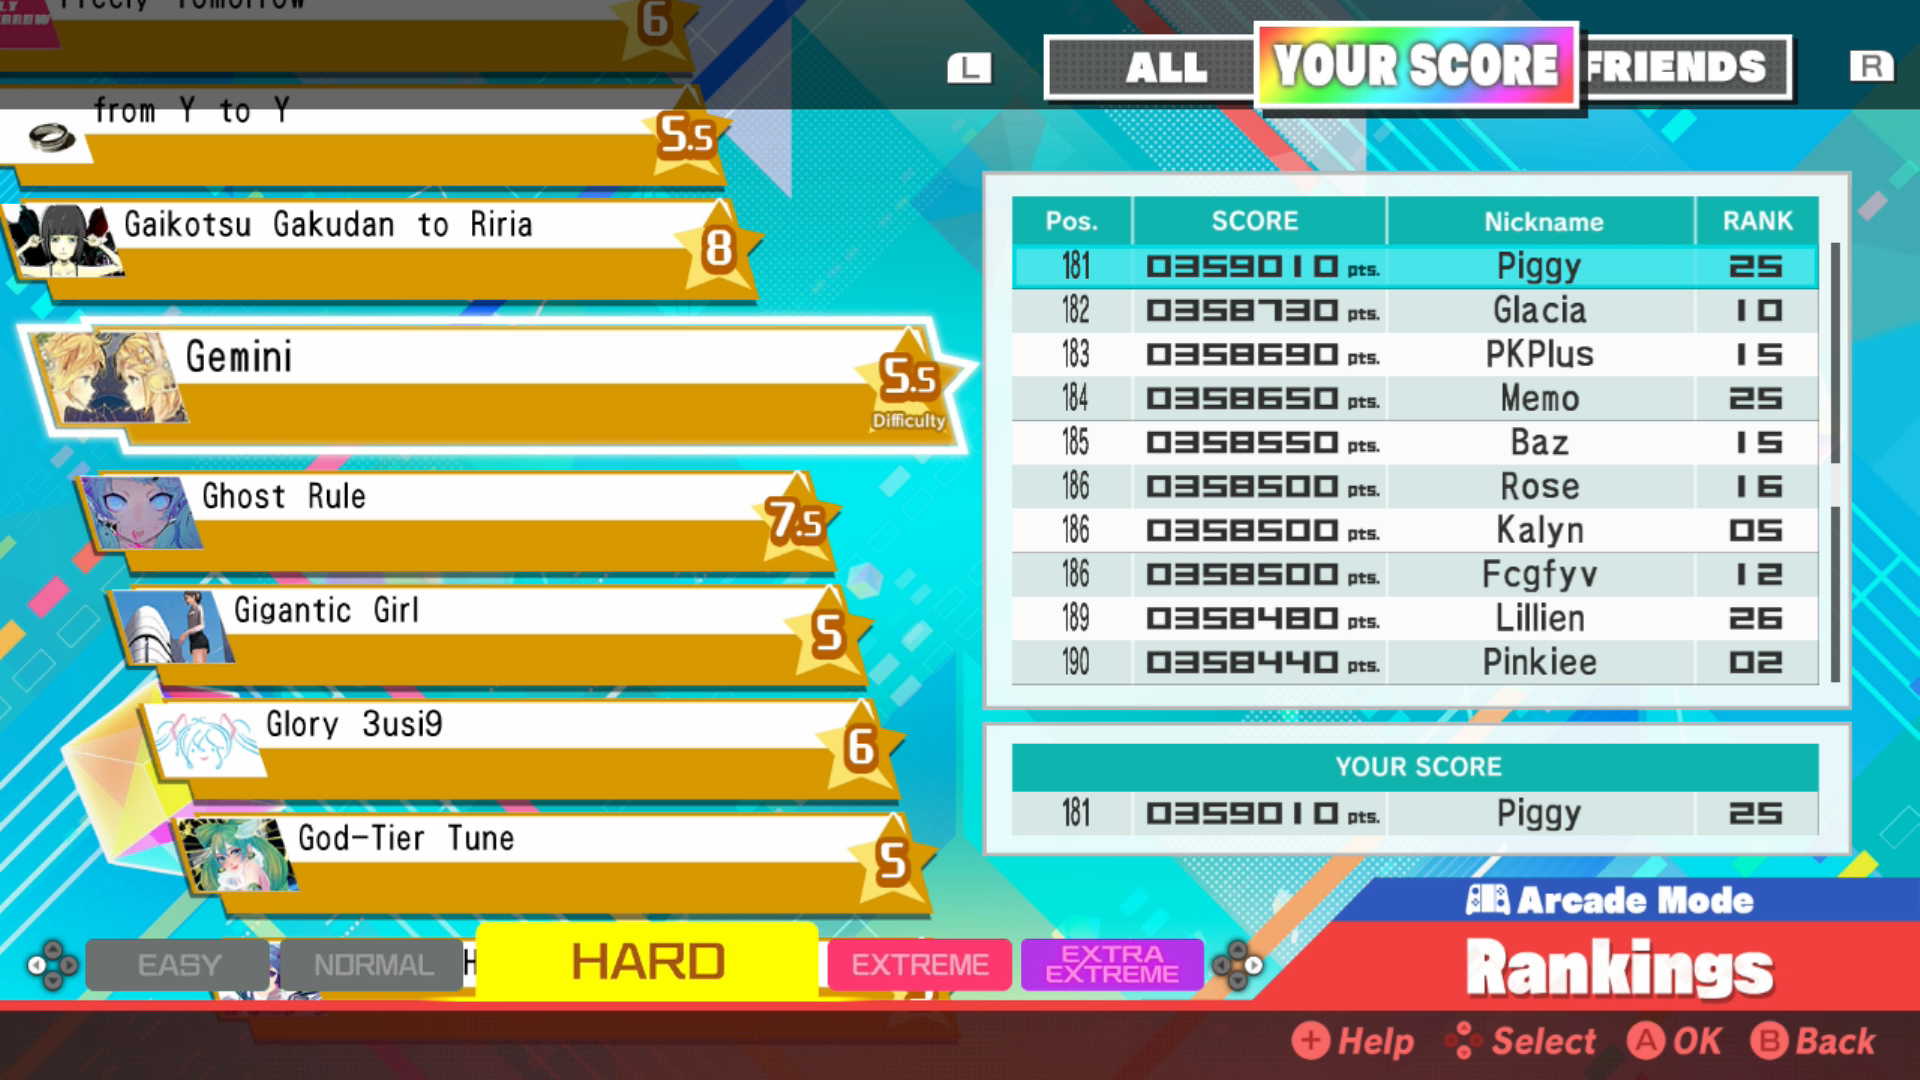 Freely Tomorrow
6
L
ALL
YOUR SCORE
FRIENDS
R
from Y to Y
5.5
Gaikotsu Gakudan to Riria
8
Gemini
5.5
Difficulty
Ghost Rule
7.5
Gigantic Girl
5
Glory 3usi9
6
God-Tier Tune
5
Pos. SCORE Nickname RANK
181 0359010 pts. Piggy 25
182 0358730 pts. Glacia 10
183 0358690 pts. PKPlus 15
184 0358650 pts. Memo 25
185 0358550 pts. Baz 15
186 0358500 pts. Rose 16
186 0358500 pts. Kalyn 05
186 0358500 pts. Fcgfyv 12
189 0358480 pts. Lillien 26
190 0358440 pts. Pinkiee 02
YOUR SCORE
181 0359010 pts. Piggy 25
Arcade Mode
Rankings
EASY
NORMAL
HARD
EXTREME
EXTRA
EXTREME
+ Help
Select
A OK
B Back